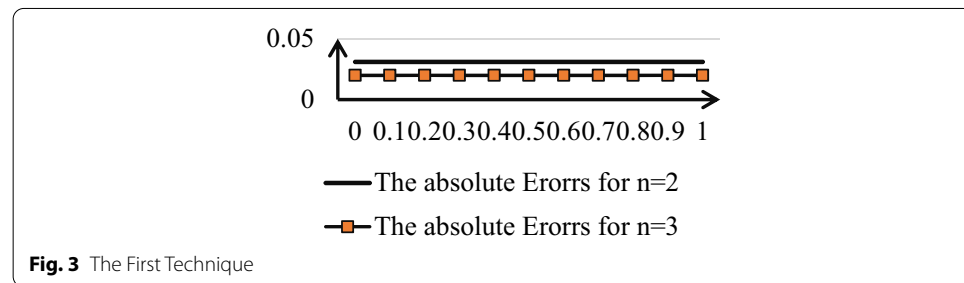 0.05
0
0 0.10.20.30.40.50.60.70.80.9 1
The absolute Erorrs for n=2
The absolute Erorrs for n=3
Fig. 3 The First Technique